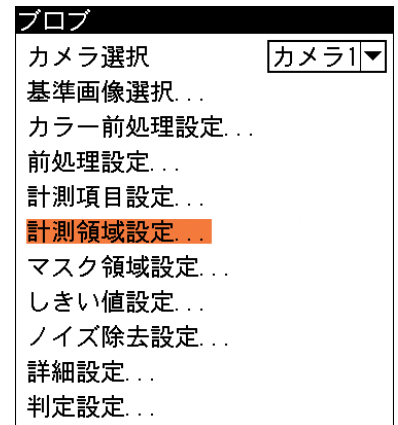 ブロブ
カメラ選択 カメラ1
基準画像選択...
カラー前処理設定...
前処理設定...
計測項目設定...
計測領域設定...
マスク領域設定...
しきい値設定...
ノイズ除去設定...
詳細設定...
判定設定...